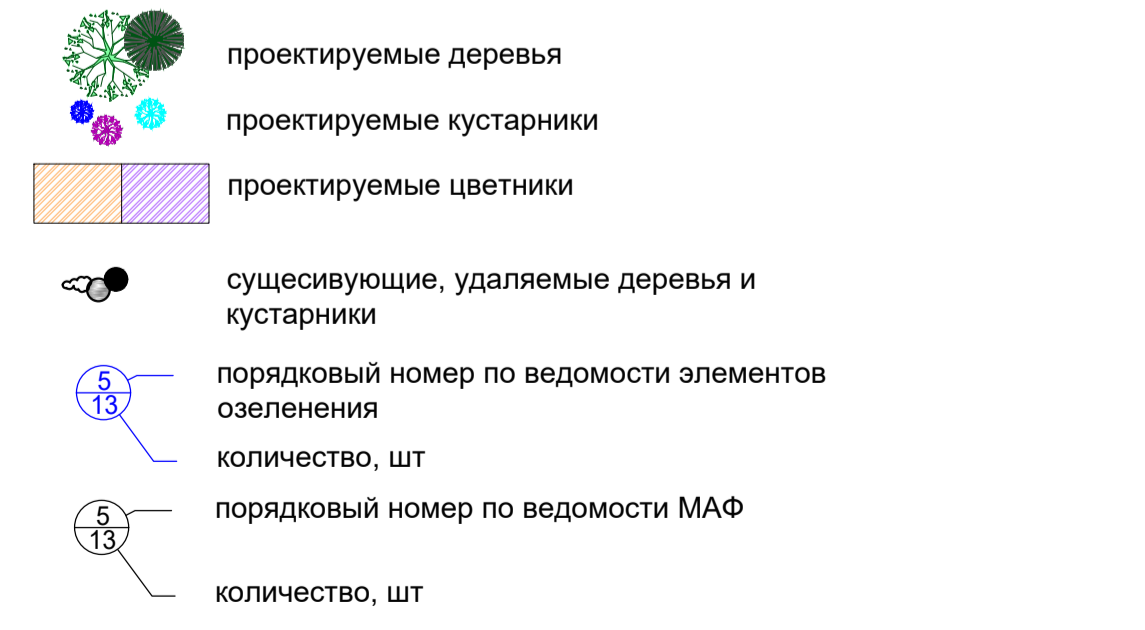 проектируемые деревья
проектируемые кустарники
проектируемые цветники
сущесивующие, удаляемые деревья и
кустарники
5
13
порядковый номер по ведомости элементов
озеленения
количество, шт
5
13
порядковый номер по ведомости МАФ
количество, шт